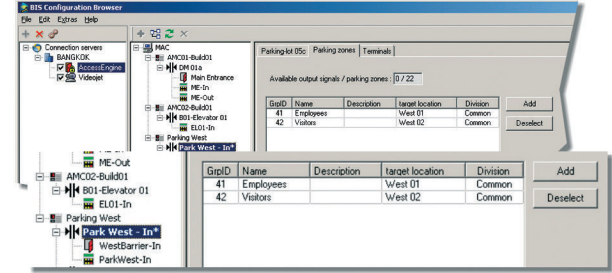 BIS Configuration Browser
File Edit Extras Help
Connection servers
BANGKOK
AccessEngine
Videojet
MAC
AMC01-Build01
DM 01a
Main Entrance
ME-In
ME-Out
AMC02-Build01
B01-Elevator 01
EL01-In
Parking West
Park West - In*
Parking-lot 05c Parking zones Terminals
Available output signals / parking zones : 0 / 22
GrpID Name Description target location Division
41 Employees West 01 Common
42 Visitors West 02 Common
Add
Deselect
ME-Out
AMC02-Build01
B01-Elevator 01
EL01-In
Parking West
Park West - In*
WestBarrier-In
ParkWest-In
GrpID Name Description target location Division
41 Employees West 01 Common
42 Visitors West 02 Common
Add
Deselect